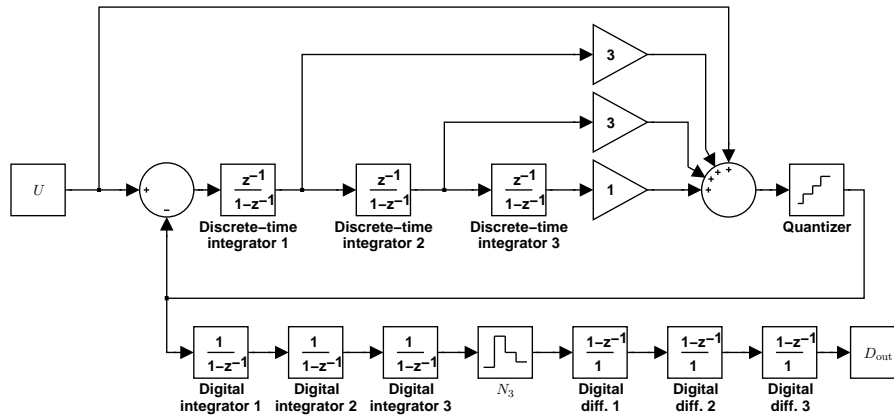 3
3
U
+
−
z−1
1−z−1
Discrete−time
integrator 1
z−1
1−z−1
Discrete−time
integrator 2
z−1
1−z−1
Discrete−time
integrator 3
1
+
+
+
+
Quantizer
1
1−z−1
Digital
integrator 1
1
1−z−1
Digital
integrator 2
1
1−z−1
Digital
integrator 3
N3
1−z−1
1
Digital
diff. 1
1−z−1
1
Digital
diff. 2
1−z−1
1
Digital
diff. 3
Dout